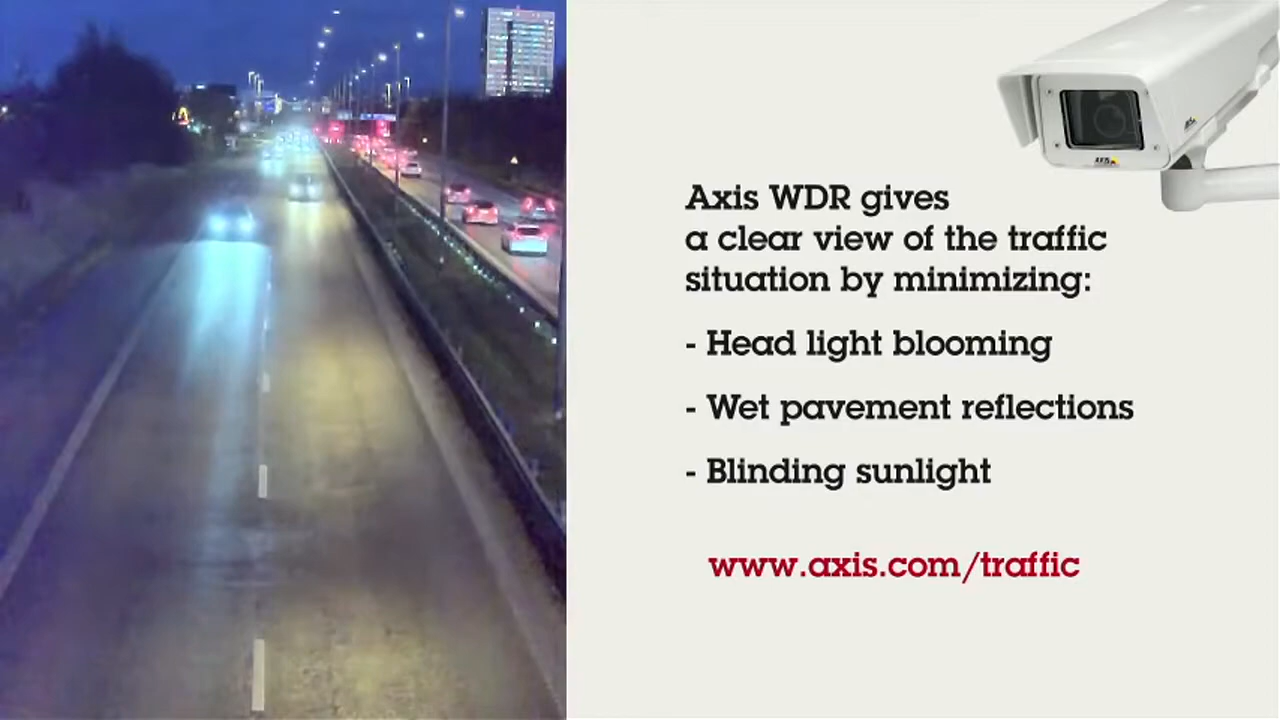 Axis WDR gives
a clear view of the traffic
situation by minimizing:
- Head light blooming
- Wet pavement reflections
- Blinding sunlight
www.axis.com/traffic
AXIS